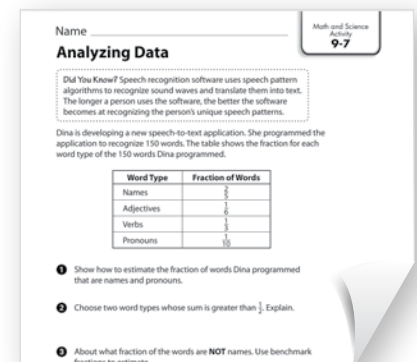 Name
Math and Science
Activity
9-7
Analyzing Data
Did You Know? Speech recognition software uses speech pattern
algorithms to recognize sound waves and translate them into text.
The longer a person uses the software, the better the software
becomes at recognizing the person's unique speech patterns.
Dina is developing a new speech-to-text application. She programmed the
application to recognize 150 words. The table shows the fraction for each
word type of the 150 words Dina programmed.
Word Type Fraction of Words
Names 2/5
Adjectives 1/6
Verbs 1/3
Pronouns 1/10
1 Show how to estimate the fraction of words Dina programmed
that are names and pronouns.
2 Choose two word types whose sum is greater than 1/2. Explain.
3 About what fraction of the words are NOT names. Use benchmark
fractions to estimate.